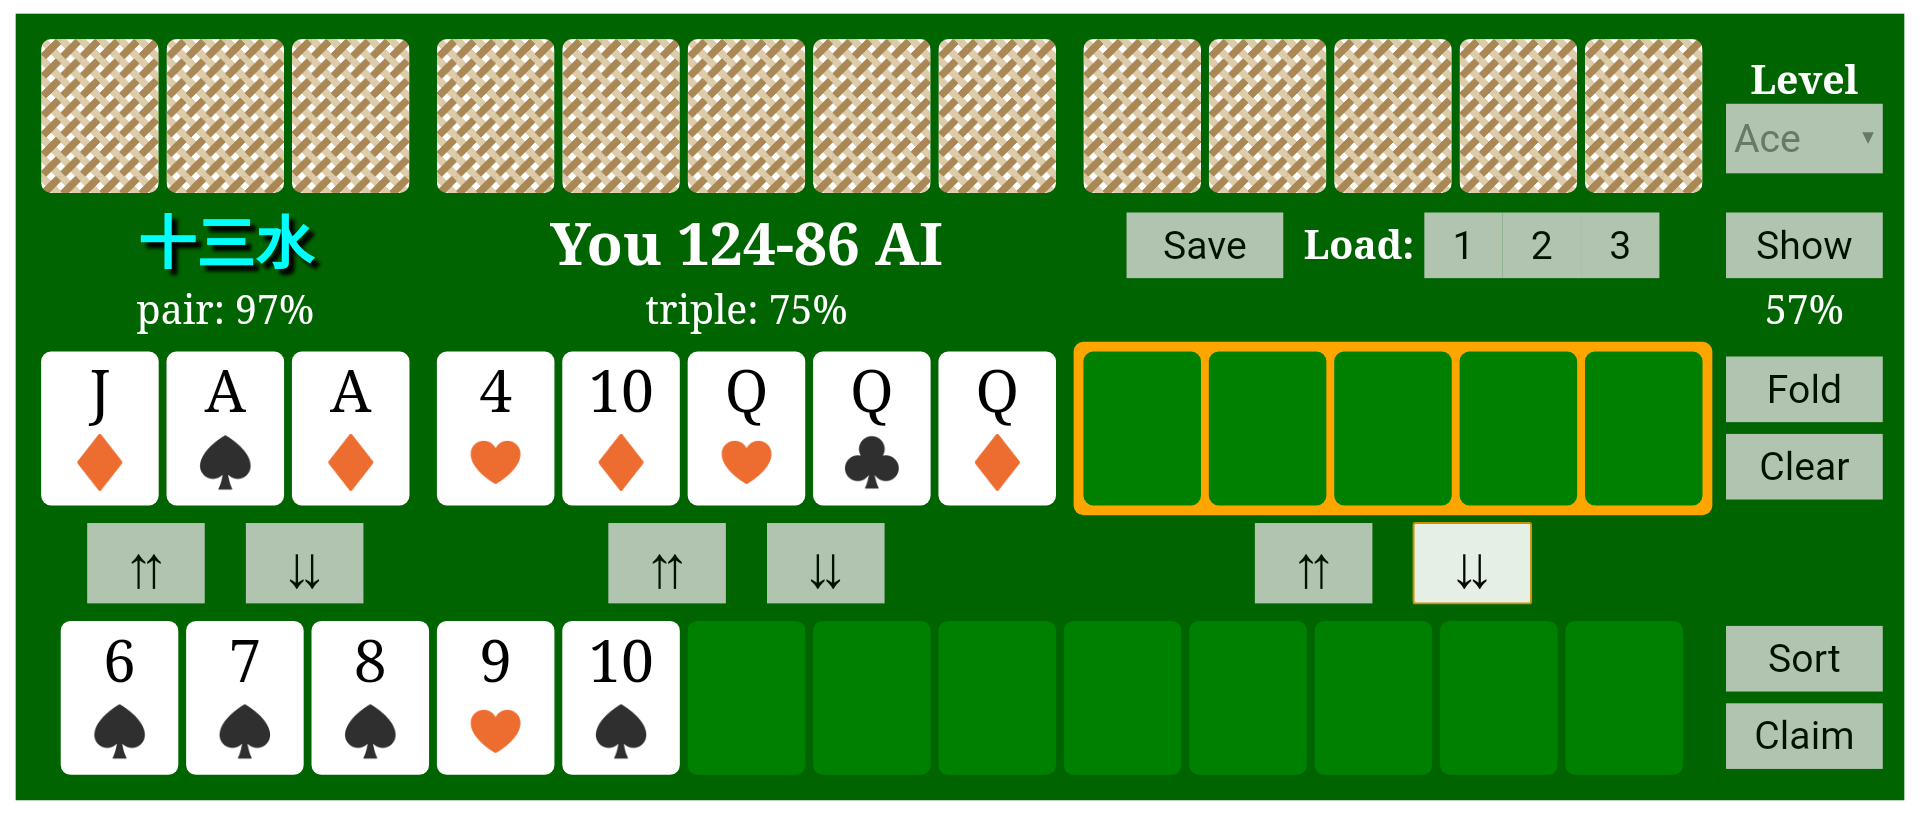 Level
Ace ▾
十三水 You 124-86 AI Save Load: 1 2 3 Show
pair: 97% triple: 75% 57%
J A A 4 10 Q Q Q Fold
Clear
↑↑ ↓↓ ↑↑ ↓↓ ↑↑ ↓↓
6 7 8 9 10 Sort
Claim